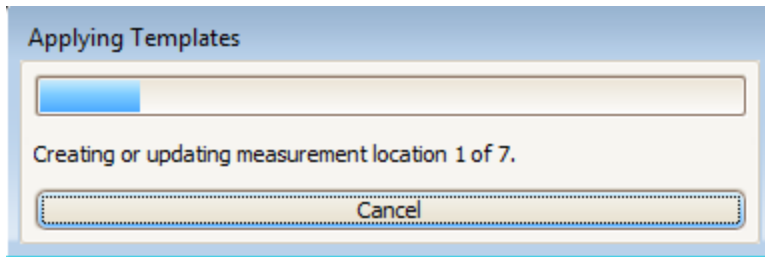 Applying Templates
Creating or updating measurement location 1 of 7.
Cancel